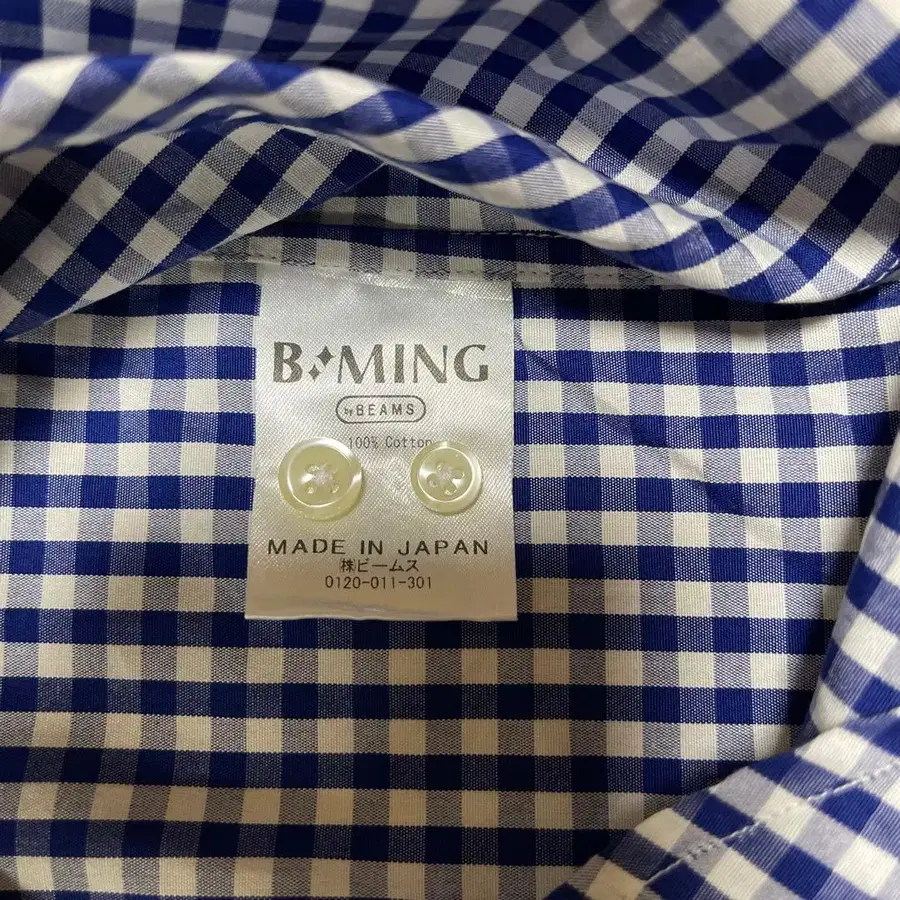 B MING
by BEAMS
100% Cotton
MADE IN JAPAN
㈱ビームス
0120-011-301